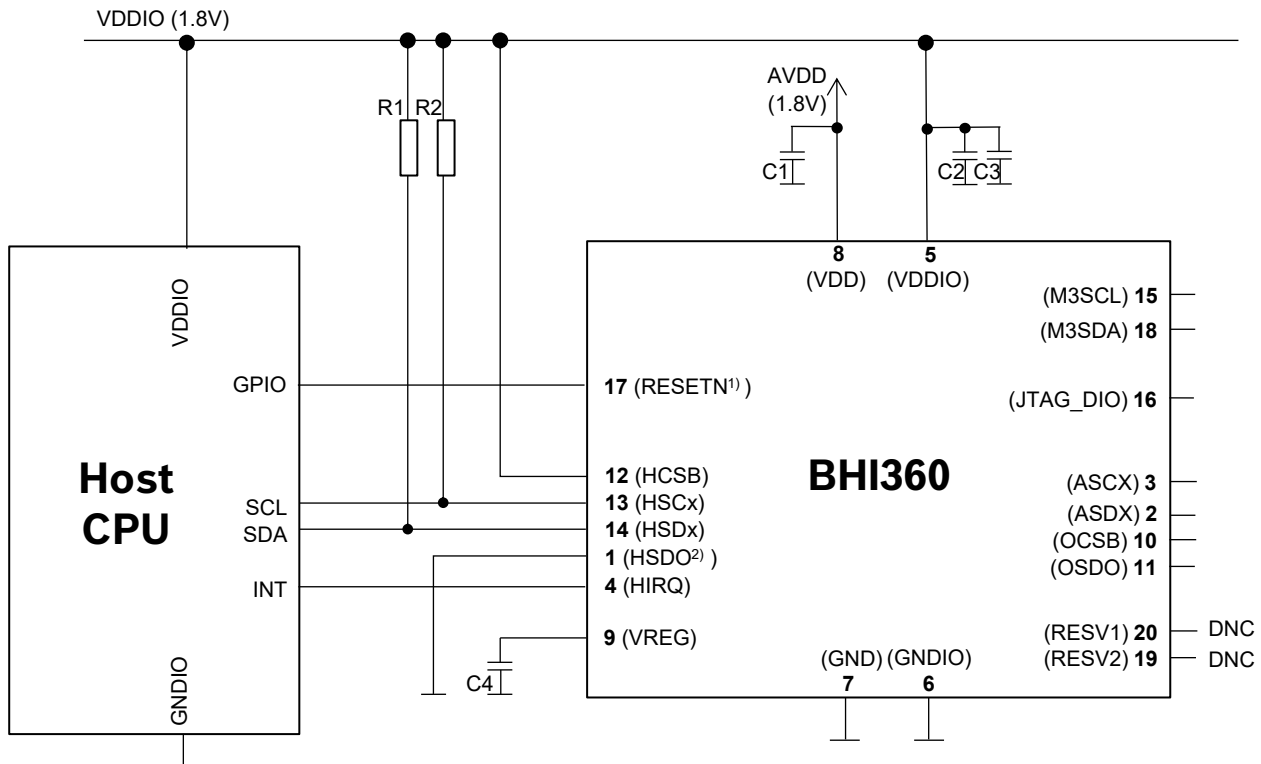 VDDIO (1.8V)
R1 R2
AVDD
(1.8V)
C1
C2 C3
VDDIO
GPIO
Host
CPU
SCL
SDA
INT
GNDIO
8
(VDD)
5
(VDDIO)
17 (RESETN1) )
12 (HCSB)
13 (HSCx)
14 (HSDx)
1 (HSDO2) )
4 (HIRQ)
9 (VREG)
C4
BHI360
(M3SCL) 15
(M3SDA) 18
(JTAG_DIO) 16
(ASCX) 3
(ASDX) 2
(OCSB) 10
(OSDO) 11
(RESV1) 20 DNC
(RESV2) 19 DNC
(GND) (GNDIO)
7 6